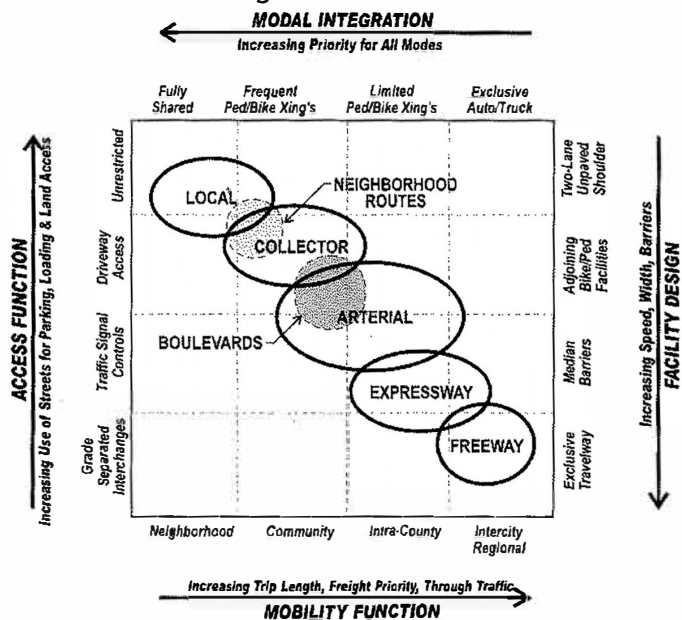 MODAL INTEGRATION
Increasing Priority for All Modes
Fully
Shared
Frequent
Ped/Bike Xing's
Limited
Ped/Bike Xing's
Exclusive
Auto/Truck
ACCESS FUNCTION
Increasing Use of Streets for Parking, Loading & Land Access
Unrestricted
Driveway
Access
Traffic Signal
Controls
Grade
Separated
Interchanges
LOCAL
NEIGHBORHOOD
ROUTES
COLLECTOR
BOULEVARDS
ARTERIAL
EXPRESSWAY
FREEWAY
Two-Lane
Unpaved
Shoulder
Adjoining
Bike/Ped
Facilities
Median
Barriers
Exclusive
Travelway
Increasing Speed, Width, Barriers
FACILITY DESIGN
Neighborhood
Community
Intra-County
Intercity
Regional
Increasing Trip Length, Freight Priority, Through Traffic
MOBILITY FUNCTION